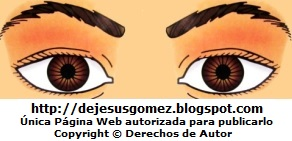 http://dejesusgomez.blogspot.com
Única Página Web autorizada para publicarlo
Copyright © Derechos de Autor